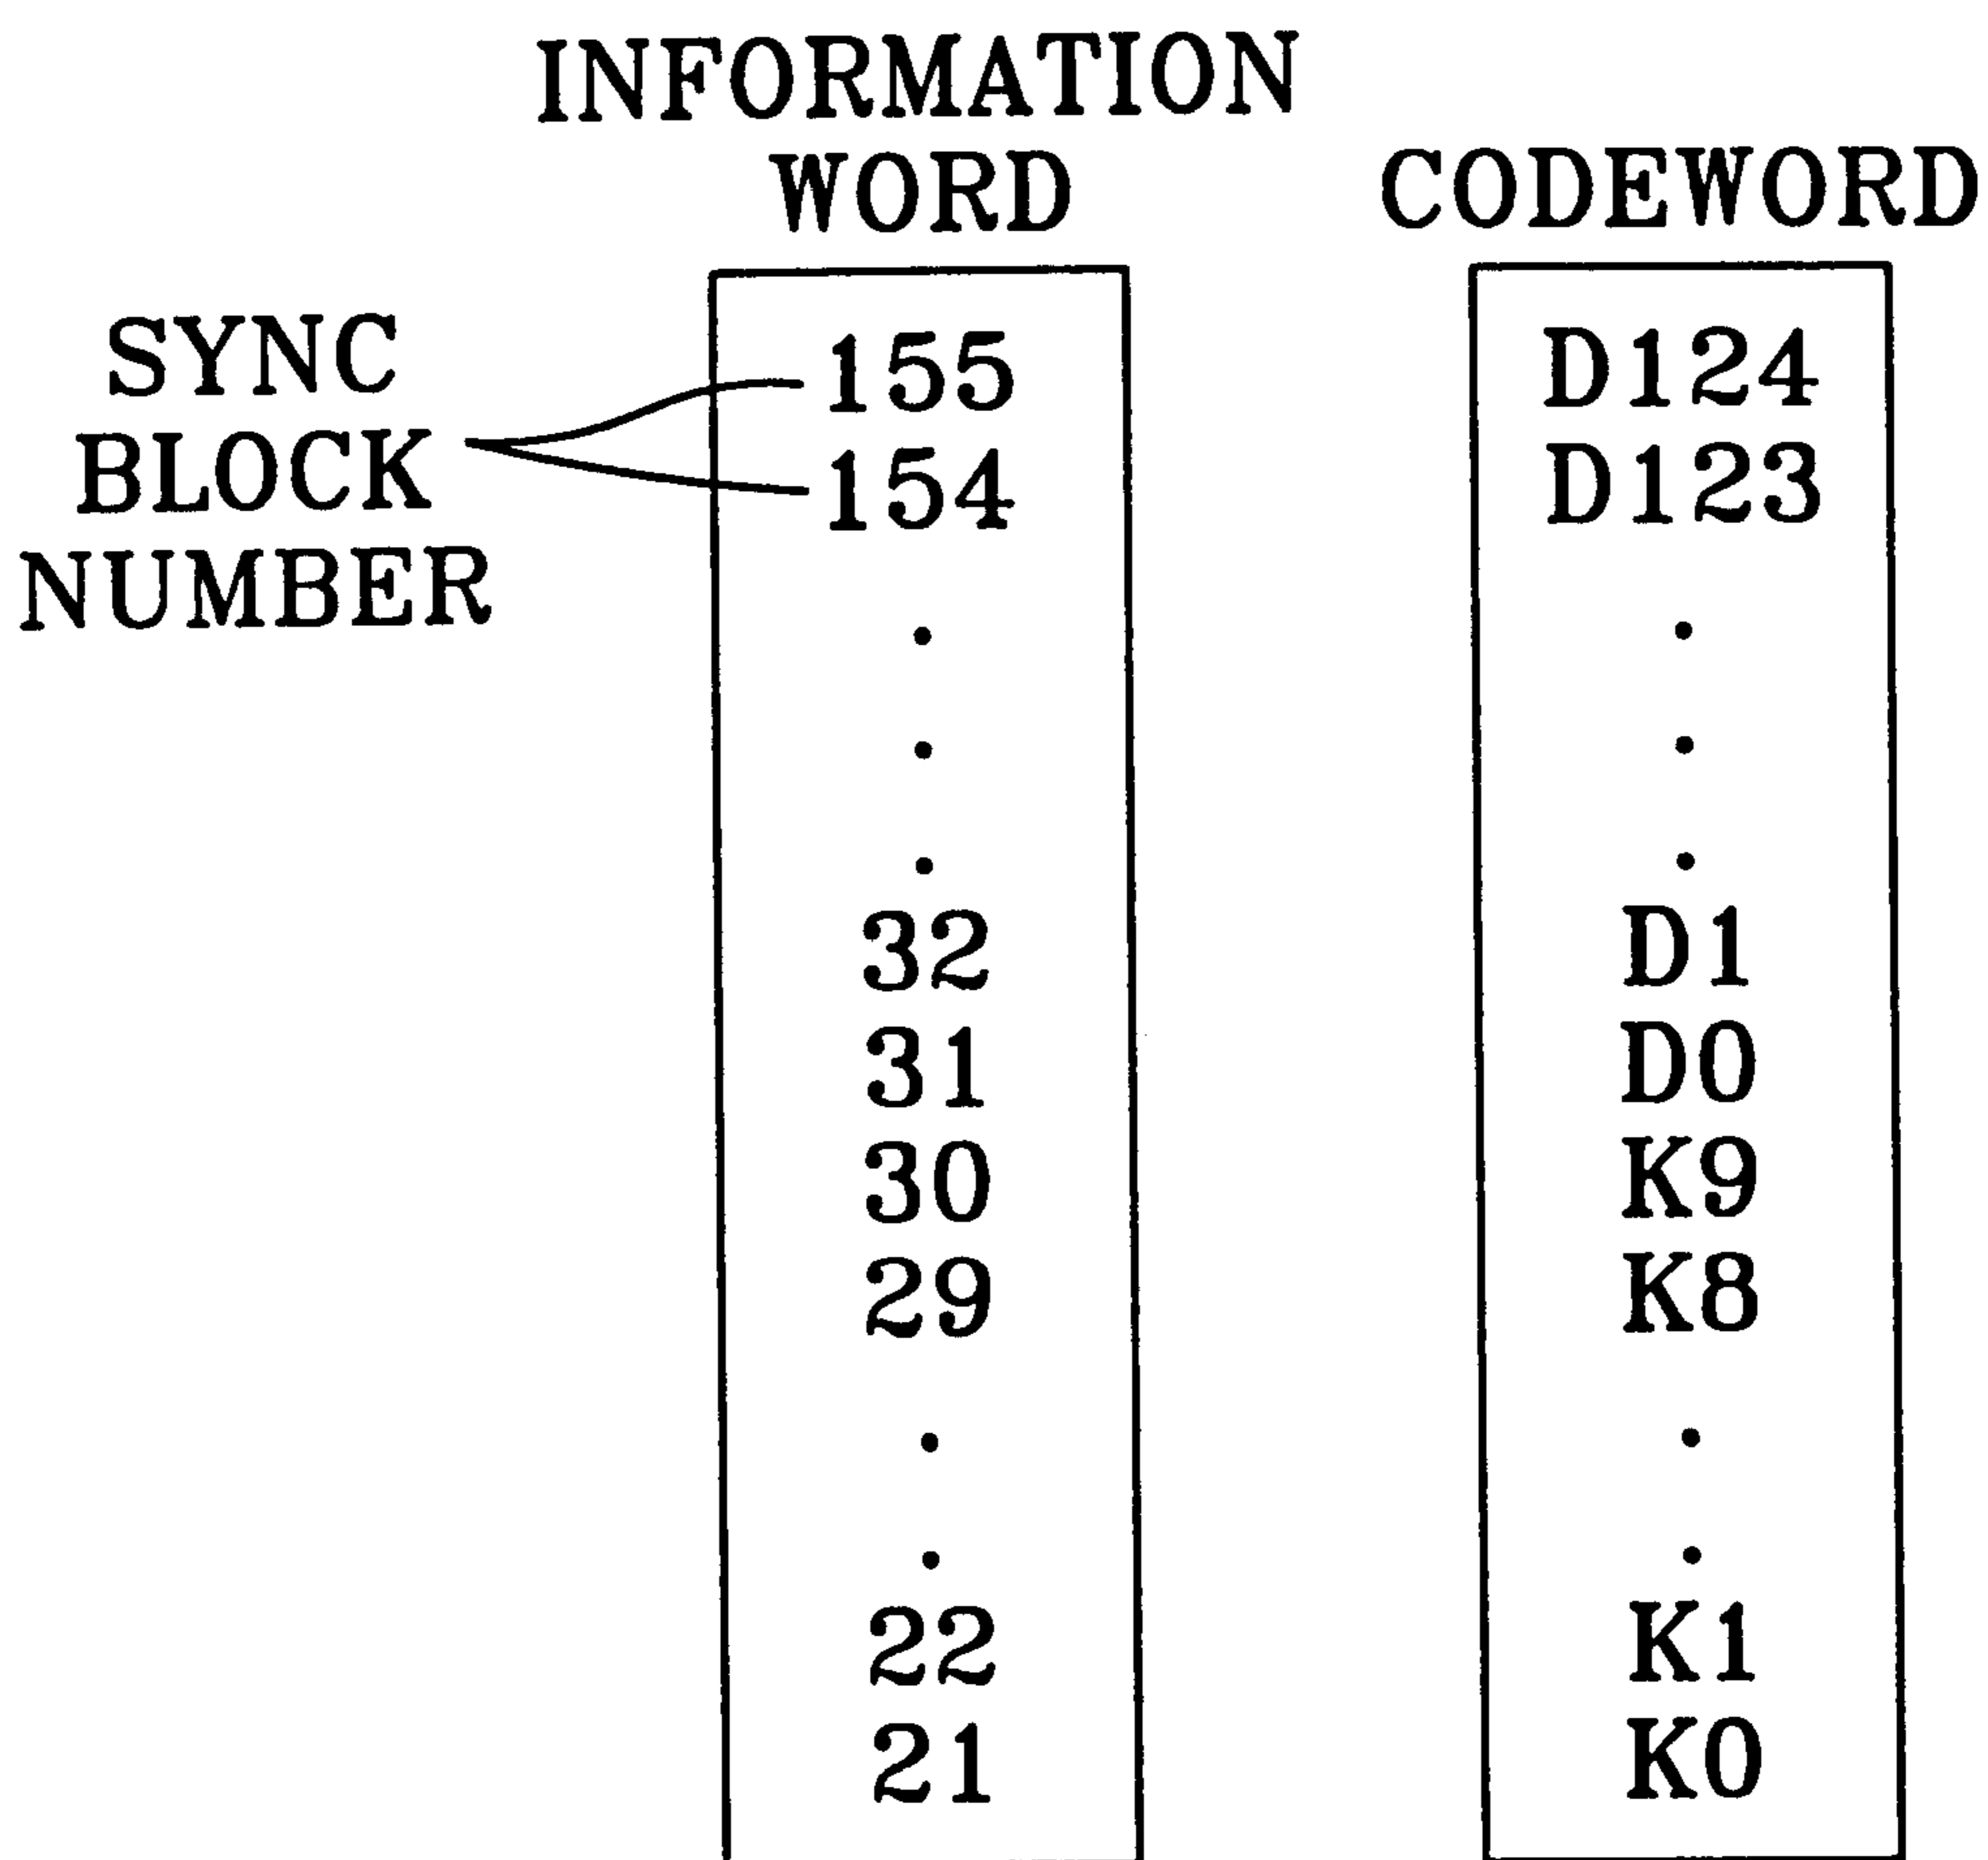 INFORMATION
WORD
CODEWORD
SYNC
BLOCK
NUMBER
155
154
.
.
.
32
31
30
29
.
.
22
21
D124
D123
.
.
.
D1
D0
K9
K8
.
.
K1
K0